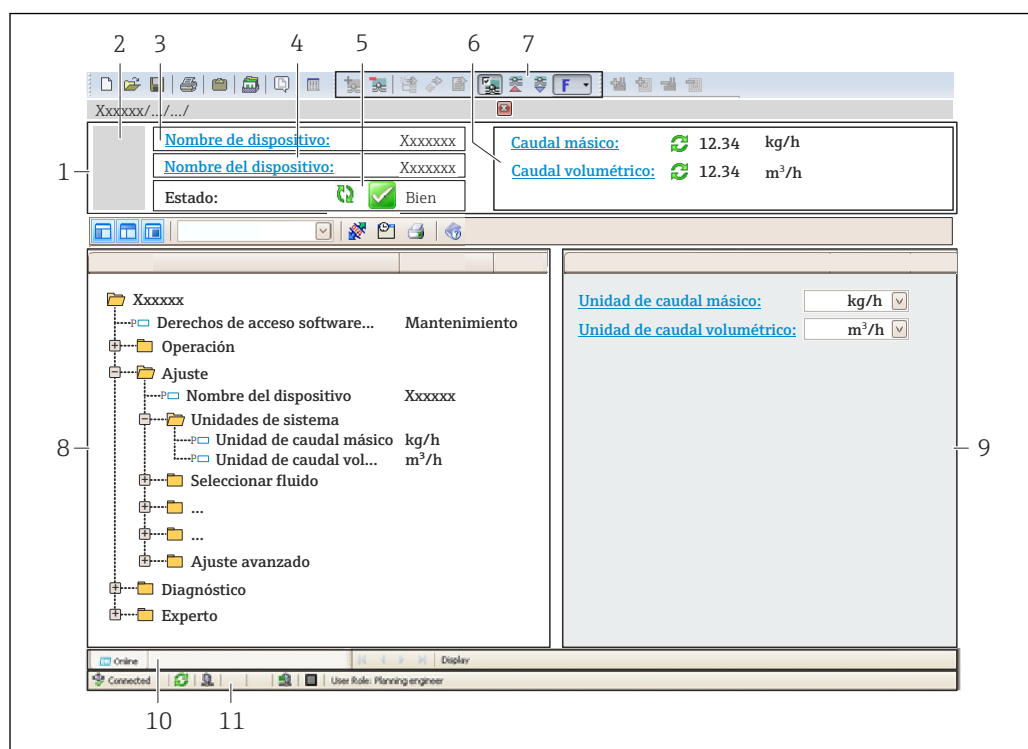 2 3 4 5 6 7
F
Xxxxxx/.../.../
Nombre de dispositivo: Xxxxxxx
Nombre del dispositivo: Xxxxxxx
Estado: Bien
Caudal másico: 12.34 kg/h
Caudal volumétrico: 12.34 m³/h
1
Xxxxxx
P Derechos de acceso software... Mantenimiento
Operación
Ajuste
P Nombre del dispositivo Xxxxxx
Unidades de sistema
P Unidad de caudal másico kg/h
P Unidad de caudal vol... m³/h
Seleccionar fluido
...
...
Ajuste avanzado
Diagnóstico
Experto
8
Unidad de caudal másico: kg/h
Unidad de caudal volumétrico: m³/h
9
Online Display
Connected User Role: Planning engineer
10 11